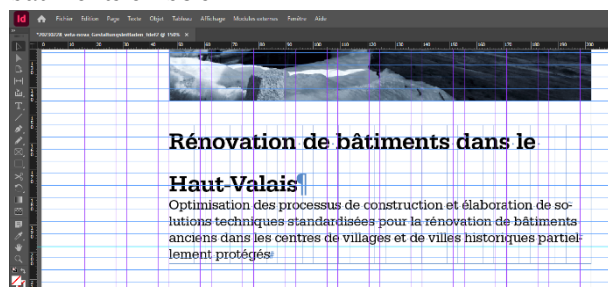 Id Fichier Edition Page Texte Objet Tableau Affichage Modules externes Fenêtre Aide
Rénovation de bâtiments dans le
Haut-Valais¶
Optimisation des processus de construction et élaboration de so-
lutions techniques standardisées pour la rénovation de bâtiments
anciens dans les centres de villages et de villes historiques partiel-
lement protégés